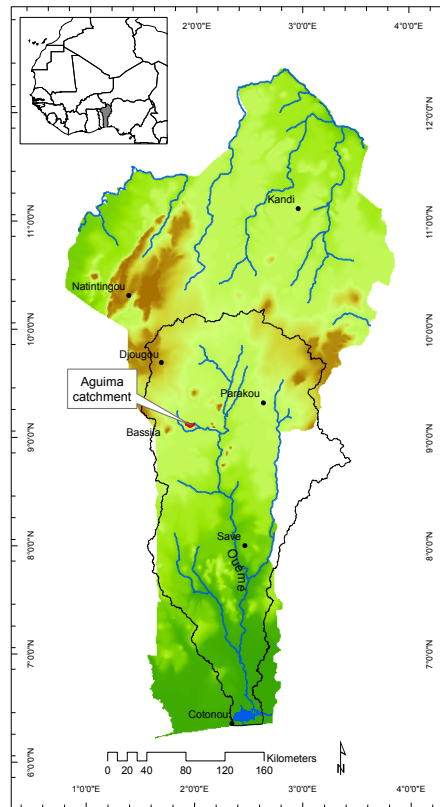 2°0'0"E
3°0'0"E
4°0'0"E
12°0'0"N
12°0'0"N
Kandi
11°0'0"N
11°0'0"N
Natintingou
10°0'0"N
10°0'0"N
Djougou
Aguima
catchment
Parakou
9°0'0"N
9°0'0"N
Bassila
8°0'0"N
8°0'0"N
Save
Ouémé
7°0'0"N
7°0'0"N
Cotonou
6°0'0"N
6°0'0"N
Kilometers
0 20 40 80 120 160
N
1°0'0"E
2°0'0"E
3°0'0"E
4°0'0"E